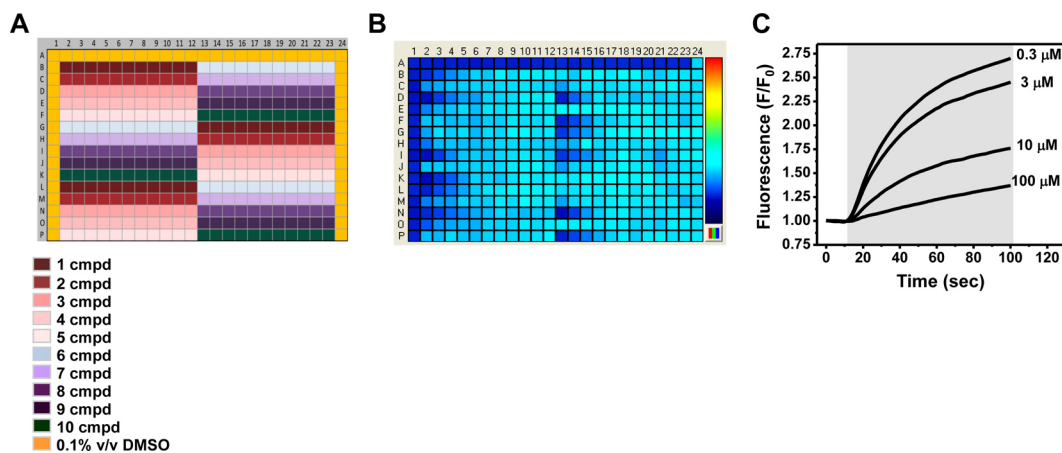 A
1 2 3 4 5 6 7 8 9 10 11 12 13 14 15 16 17 18 19 20 21 22 23 24
A
B
C
D
E
F
G
H
I
J
K
L
M
N
O
P
1 cmpd
2 cmpd
3 cmpd
4 cmpd
5 cmpd
6 cmpd
7 cmpd
8 cmpd
9 cmpd
10 cmpd
0.1% v/v DMSO
B
1 2 3 4 5 6 7 8 9 10 11 12 13 14 15 16 17 18 19 20 21 22 23 24
A
B
C
D
E
F
G
H
I
J
K
L
M
N
O
P
C
Fluorescence (F/F0)
2.75
2.50
2.25
2.00
1.75
1.50
1.25
1.00
0.75
0.3 µM
3 µM
10 µM
100 µM
0 20 40 60 80 100 120
Time (sec)